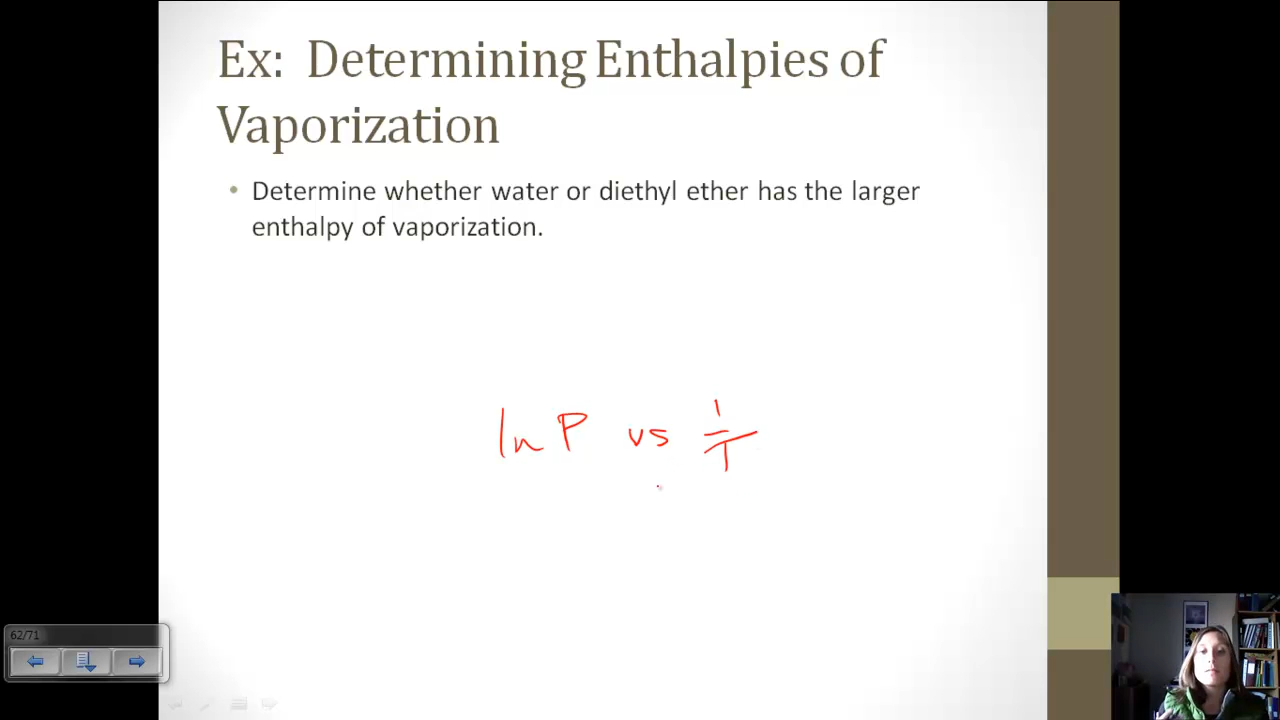 Ex: Determining Enthalpies of
Vaporization
• Determine whether water or diethyl ether has the larger
enthalpy of vaporization.
ln P vs 1/T
62/71